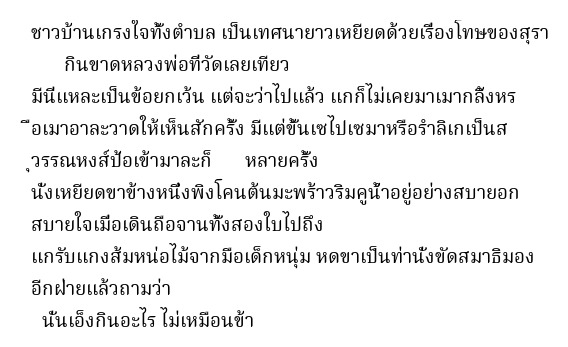 ชาวบ้านเกรงใจทั้งตำบล เป็นเทศนายาวเหยียดด้วยเรื่องโทษของสุรา
กินขาดหลวงพ่อที่วัดเลยเทียว
มีนี่แหละเป็นข้อยกเว้น แต่จะว่าไปแล้ว แกก็ไม่เคยมาเมากลิ้งหร
ือเมาอาละวาดให้เห็นสักครั้ง มีแต่ขั้นเซไปเซมาหรือรำลิเกเป็นส
ุวรรณหงส์ป้อเข้ามาละก็ หลายครั้ง
นั่งเหยียดขาข้างหนึ่งพิงโคนต้นมะพร้าวริมคูน้ำอยู่อย่างสบายอก
สบายใจเมื่อเดินถือจานทั้งสองใบไปถึง
แกรับแกงส้มหน่อไม้จากมือเด็กหนุ่ม หดขาเป็นท่านั่งขัดสมาธิมอง
อีกฝ่ายแล้วถามว่า
นั่นเอ็งกินอะไร ไม่เหมือนข้า